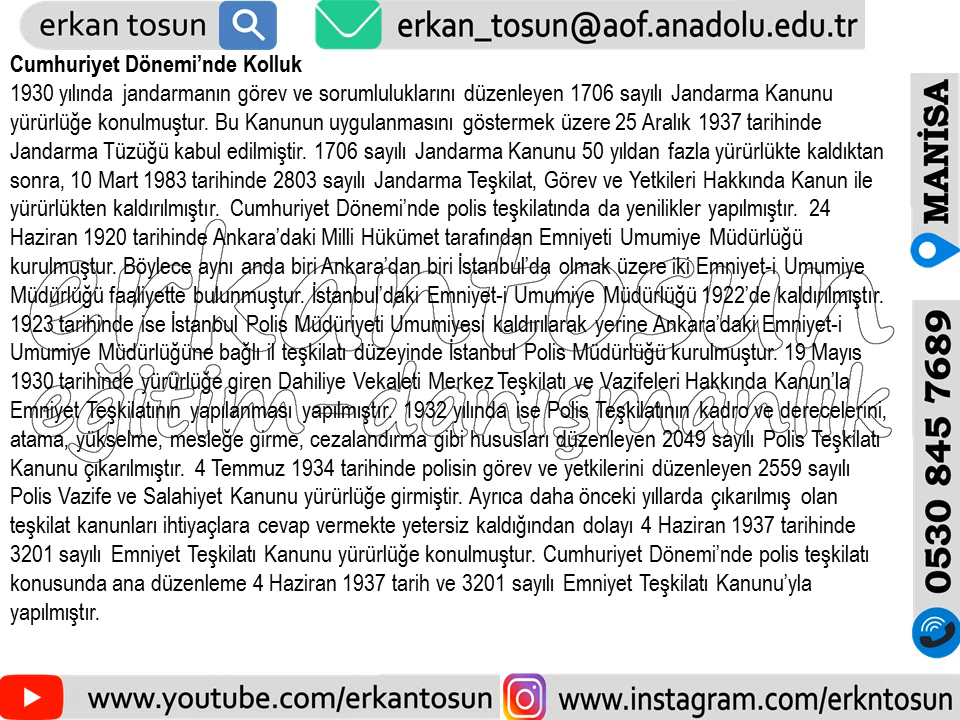 erkan tosun
erkan_tosun@aof.anadolu.edu.tr
Cumhuriyet Dönemi’nde Kolluk
1930 yılında jandarmanın görev ve sorumluluklarını düzenleyen 1706 sayılı Jandarma Kanunu
yürürlüğe konulmuştur. Bu Kanunun uygulanmasını göstermek üzere 25 Aralık 1937 tarihinde
Jandarma Tüzüğü kabul edilmiştir. 1706 sayılı Jandarma Kanunu 50 yıldan fazla yürürlükte kaldıktan
sonra, 10 Mart 1983 tarihinde 2803 sayılı Jandarma Teşkilat, Görev ve Yetkileri Hakkında Kanun ile
yürürlükten kaldırılmıştır. Cumhuriyet Dönemi’nde polis teşkilatında da yenilikler yapılmıştır. 24
Haziran 1920 tarihinde Ankara’daki Milli Hükümet tarafından Emniyeti Umumiye Müdürlüğü
kurulmuştur. Böylece aynı anda biri Ankara’dan biri İstanbul’da olmak üzere iki Emniyet-i Umumiye
Müdürlüğü faaliyette bulunmuştur. İstanbul’daki Emniyet-i Umumiye Müdürlüğü 1922’de kaldırılmıştır.
1923 tarihinde ise İstanbul Polis Müdüriyeti Umumiyesi kaldırılarak yerine Ankara’daki Emniyet-i
Umumiye Müdürlüğüne bağlı il teşkilatı düzeyinde İstanbul Polis Müdürlüğü kurulmuştur. 19 Mayıs
1930 tarihinde yürürlüğe giren Dahiliye Vekaleti Merkez Teşkilatı ve Vazifeleri Hakkında Kanun’la
Emniyet Teşkilatının yapılanması yapılmıştır. 1932 yılında ise Polis Teşkilatının kadro ve derecelerini,
atama, yükselme, mesleğe girme, cezalandırma gibi hususları düzenleyen 2049 sayılı Polis Teşkilatı
Kanunu çıkarılmıştır. 4 Temmuz 1934 tarihinde polisin görev ve yetkilerini düzenleyen 2559 sayılı
Polis Vazife ve Salahiyet Kanunu yürürlüğe girmiştir. Ayrıca daha önceki yıllarda çıkarılmış olan
teşkilat kanunları ihtiyaçlara cevap vermekte yetersiz kaldığından dolayı 4 Haziran 1937 tarihinde
3201 sayılı Emniyet Teşkilatı Kanunu yürürlüğe konulmuştur. Cumhuriyet Dönemi’nde polis teşkilatı
konusunda ana düzenleme 4 Haziran 1937 tarih ve 3201 sayılı Emniyet Teşkilatı Kanunu’yla
yapılmıştır.
erkan tosun
eğitim danışmanlık
MANİSA
0530 845 7689
www.youtube.com/erkantosun
www.instagram.com/erkntosun